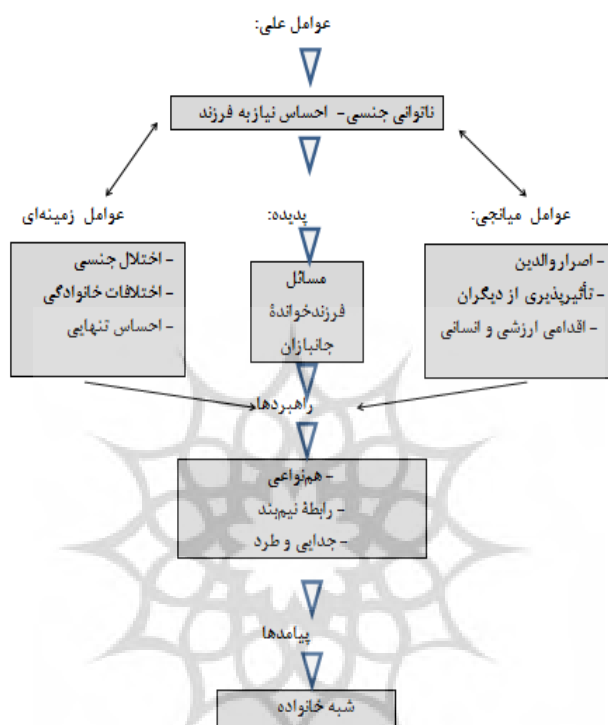 عوامل علی:
ناتوانی جنسی- احساس نیاز به فرزند
عوامل میانجی:
- اصرار والدین
- تأثیرپذیری از دیگران
- اقدامی ارزشی و انسانی
پدیده:
مسائل
فرزندخواندۀ
جانبازان
عوامل زمینه‌ای
- اختلال جنسی
- اختلافات خانوادگی
- احساس تنهایی
راهبردها
- هم‌نواعی
- رابطۀ نیم‌بند
- جدایی و طرد
پیامدها
شبه خانواده